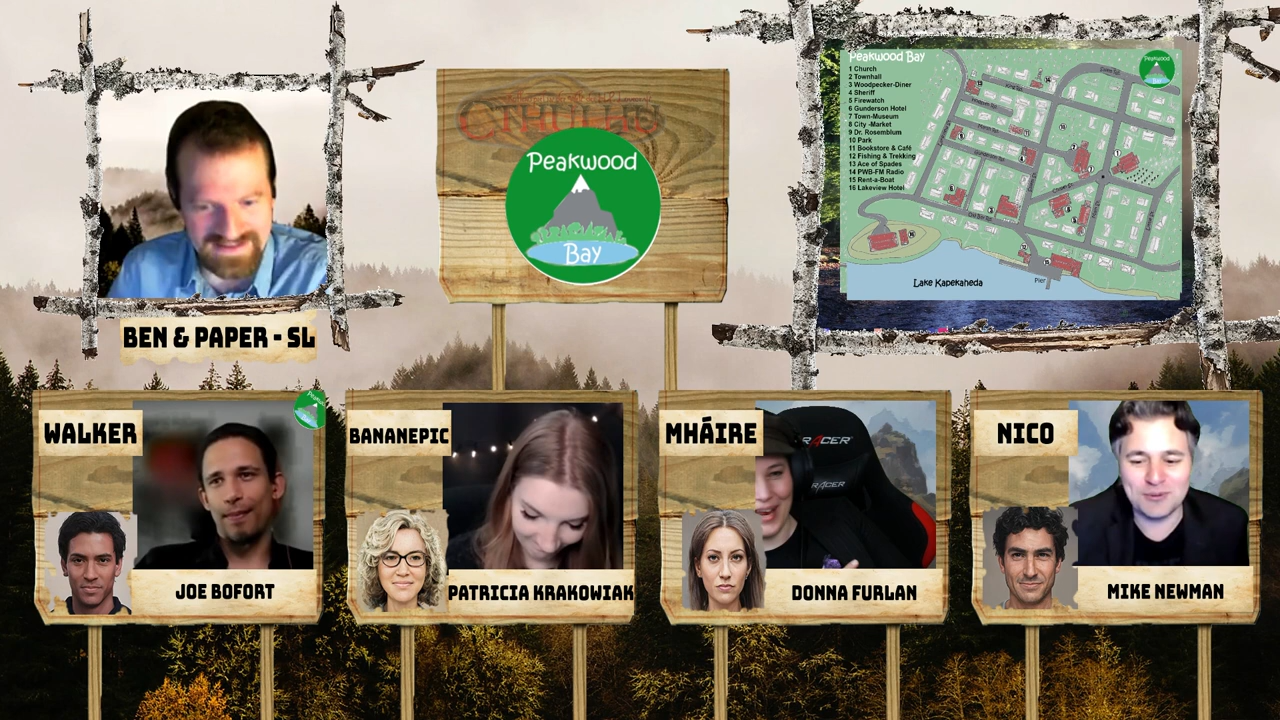 BEN & PAPER - SL
CTHULHU
Peakwood
Bay
Peakwood Bay
1 Church
2 Townhall
3 Woodpecker-Diner
4 Sheriff
5 Firewatch
6 Gunderson Hotel
7 Town-Museum
8 City -Market
9 Dr. Rosemblum
10 Park
11 Bookstore & Café
12 Fishing & Trekking
13 Ace of Spades
14 PWB-FM Radio
15 Rent-a-Boat
16 Lakeview Hotel
Lake Kapekaheda
Pier
WALKER
JOE BOFORT
BANANEPIC
PATRICIA KRAKOWIAK
MHÁIRE
R4CER
R4CER
DONNA FURLAN
NICO
MIKE NEWMAN